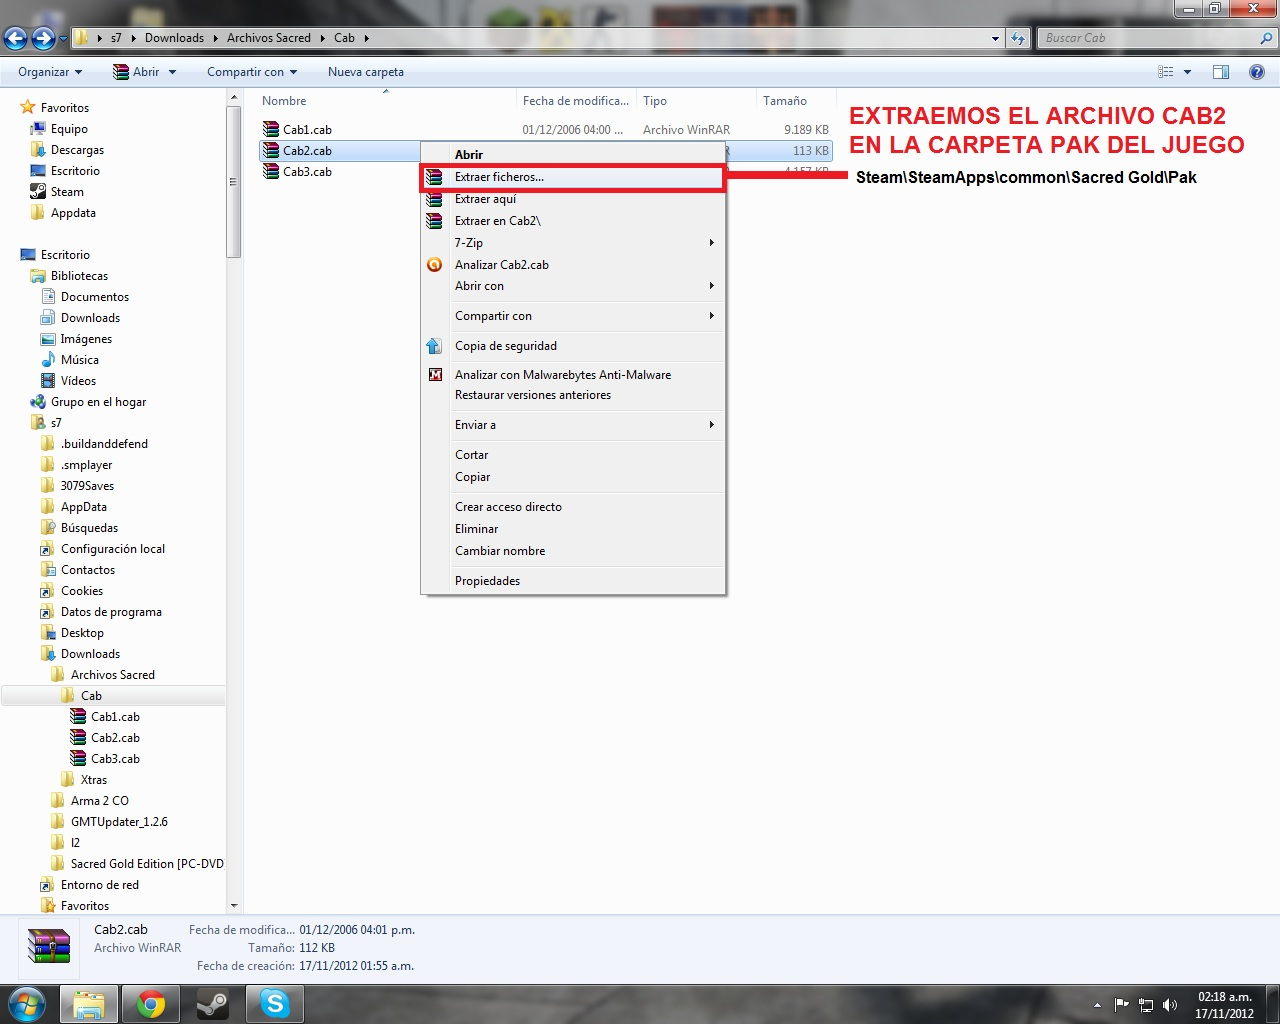 s7 Downloads Archivos Sacred Cab
Buscar Cab
Organizar Abrir Compartir con Nueva carpeta
Favoritos
Equipo
Descargas
Escritorio
Steam
Appdata
Escritorio
Bibliotecas
Documentos
Downloads
Imágenes
Música
Vídeos
Grupo en el hogar
s7
.buildanddefend
.smplayer
3079Saves
AppData
Búsquedas
Configuración local
Contactos
Cookies
Datos de programa
Desktop
Downloads
Archivos Sacred
Cab
Cab1.cab
Cab2.cab
Cab3.cab
Xtras
Arma 2 CO
GMTUpdater_1.2.6
I2
Sacred Gold Edition [PC-DVD]
Entorno de red
Favoritos
Nombre Fecha de modifica... Tipo Tamaño
Cab1.cab 01/12/2006 04:00 ... Archivo WinRAR 9.189 KB
Cab2.cab R 113 KB
Cab3.cab R 4.157 KB
Abrir
Extraer ficheros...
Extraer aquí
Extraer en Cab2\
7-Zip
Analizar Cab2.cab
Abrir con
Compartir con
Copia de seguridad
Analizar con Malwarebytes Anti-Malware
Restaurar versiones anteriores
Enviar a
Cortar
Copiar
Crear acceso directo
Eliminar
Cambiar nombre
Propiedades
EXTRAEMOS EL ARCHIVO CAB2
EN LA CARPETA PAK DEL JUEGO
Steam\SteamApps\common\Sacred Gold\Pak
Cab2.cab Fecha de modifica... 01/12/2006 04:01 p.m.
Archivo WinRAR Tamaño: 112 KB
Fecha de creación: 17/11/2012 01:55 a.m.
02:18 a.m.
17/11/2012